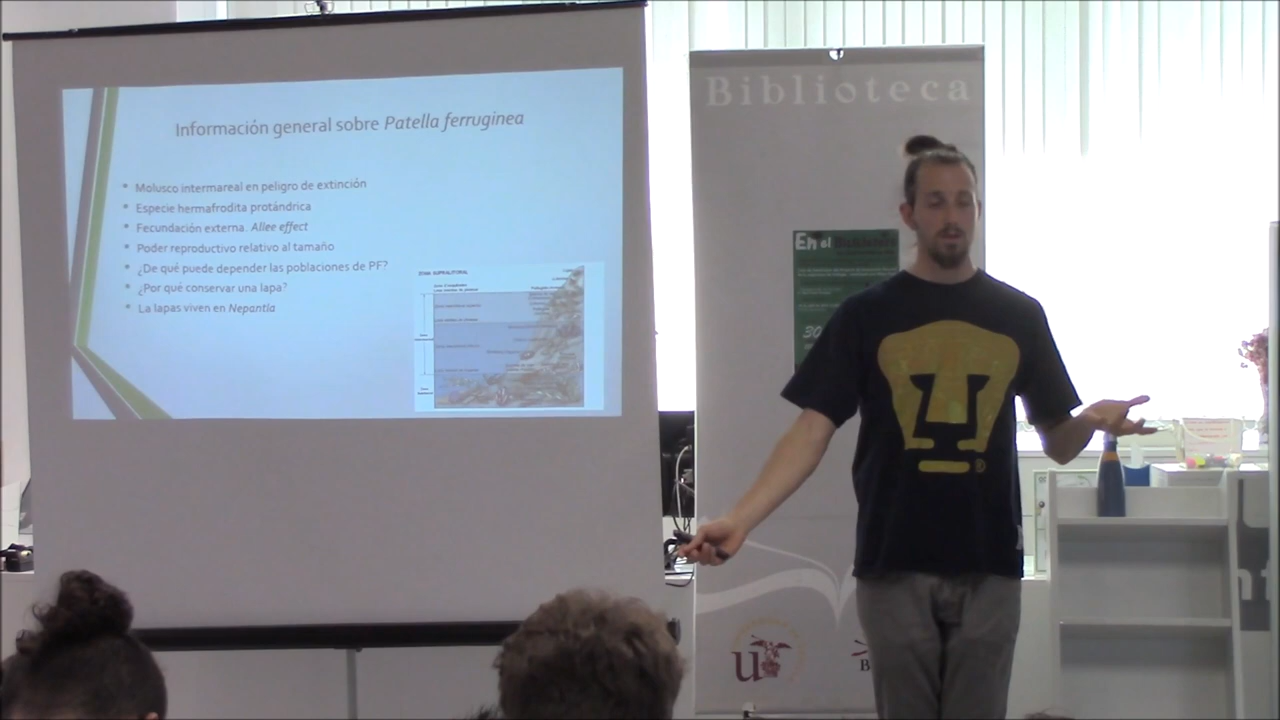 Información general sobre Patella ferruginea
Molusco intermareal en peligro de extinción
Especie hermafrodita protándrica
Fecundación externa. Allee effect
Poder reproductivo relativo al tamaño
¿De qué puede depender las poblaciones de PF?
¿Por qué conservar una lapa?
La lapas viven en Nepantla
ZONA SUPRALITORAL
Biblioteca
En el
30
u
B
®